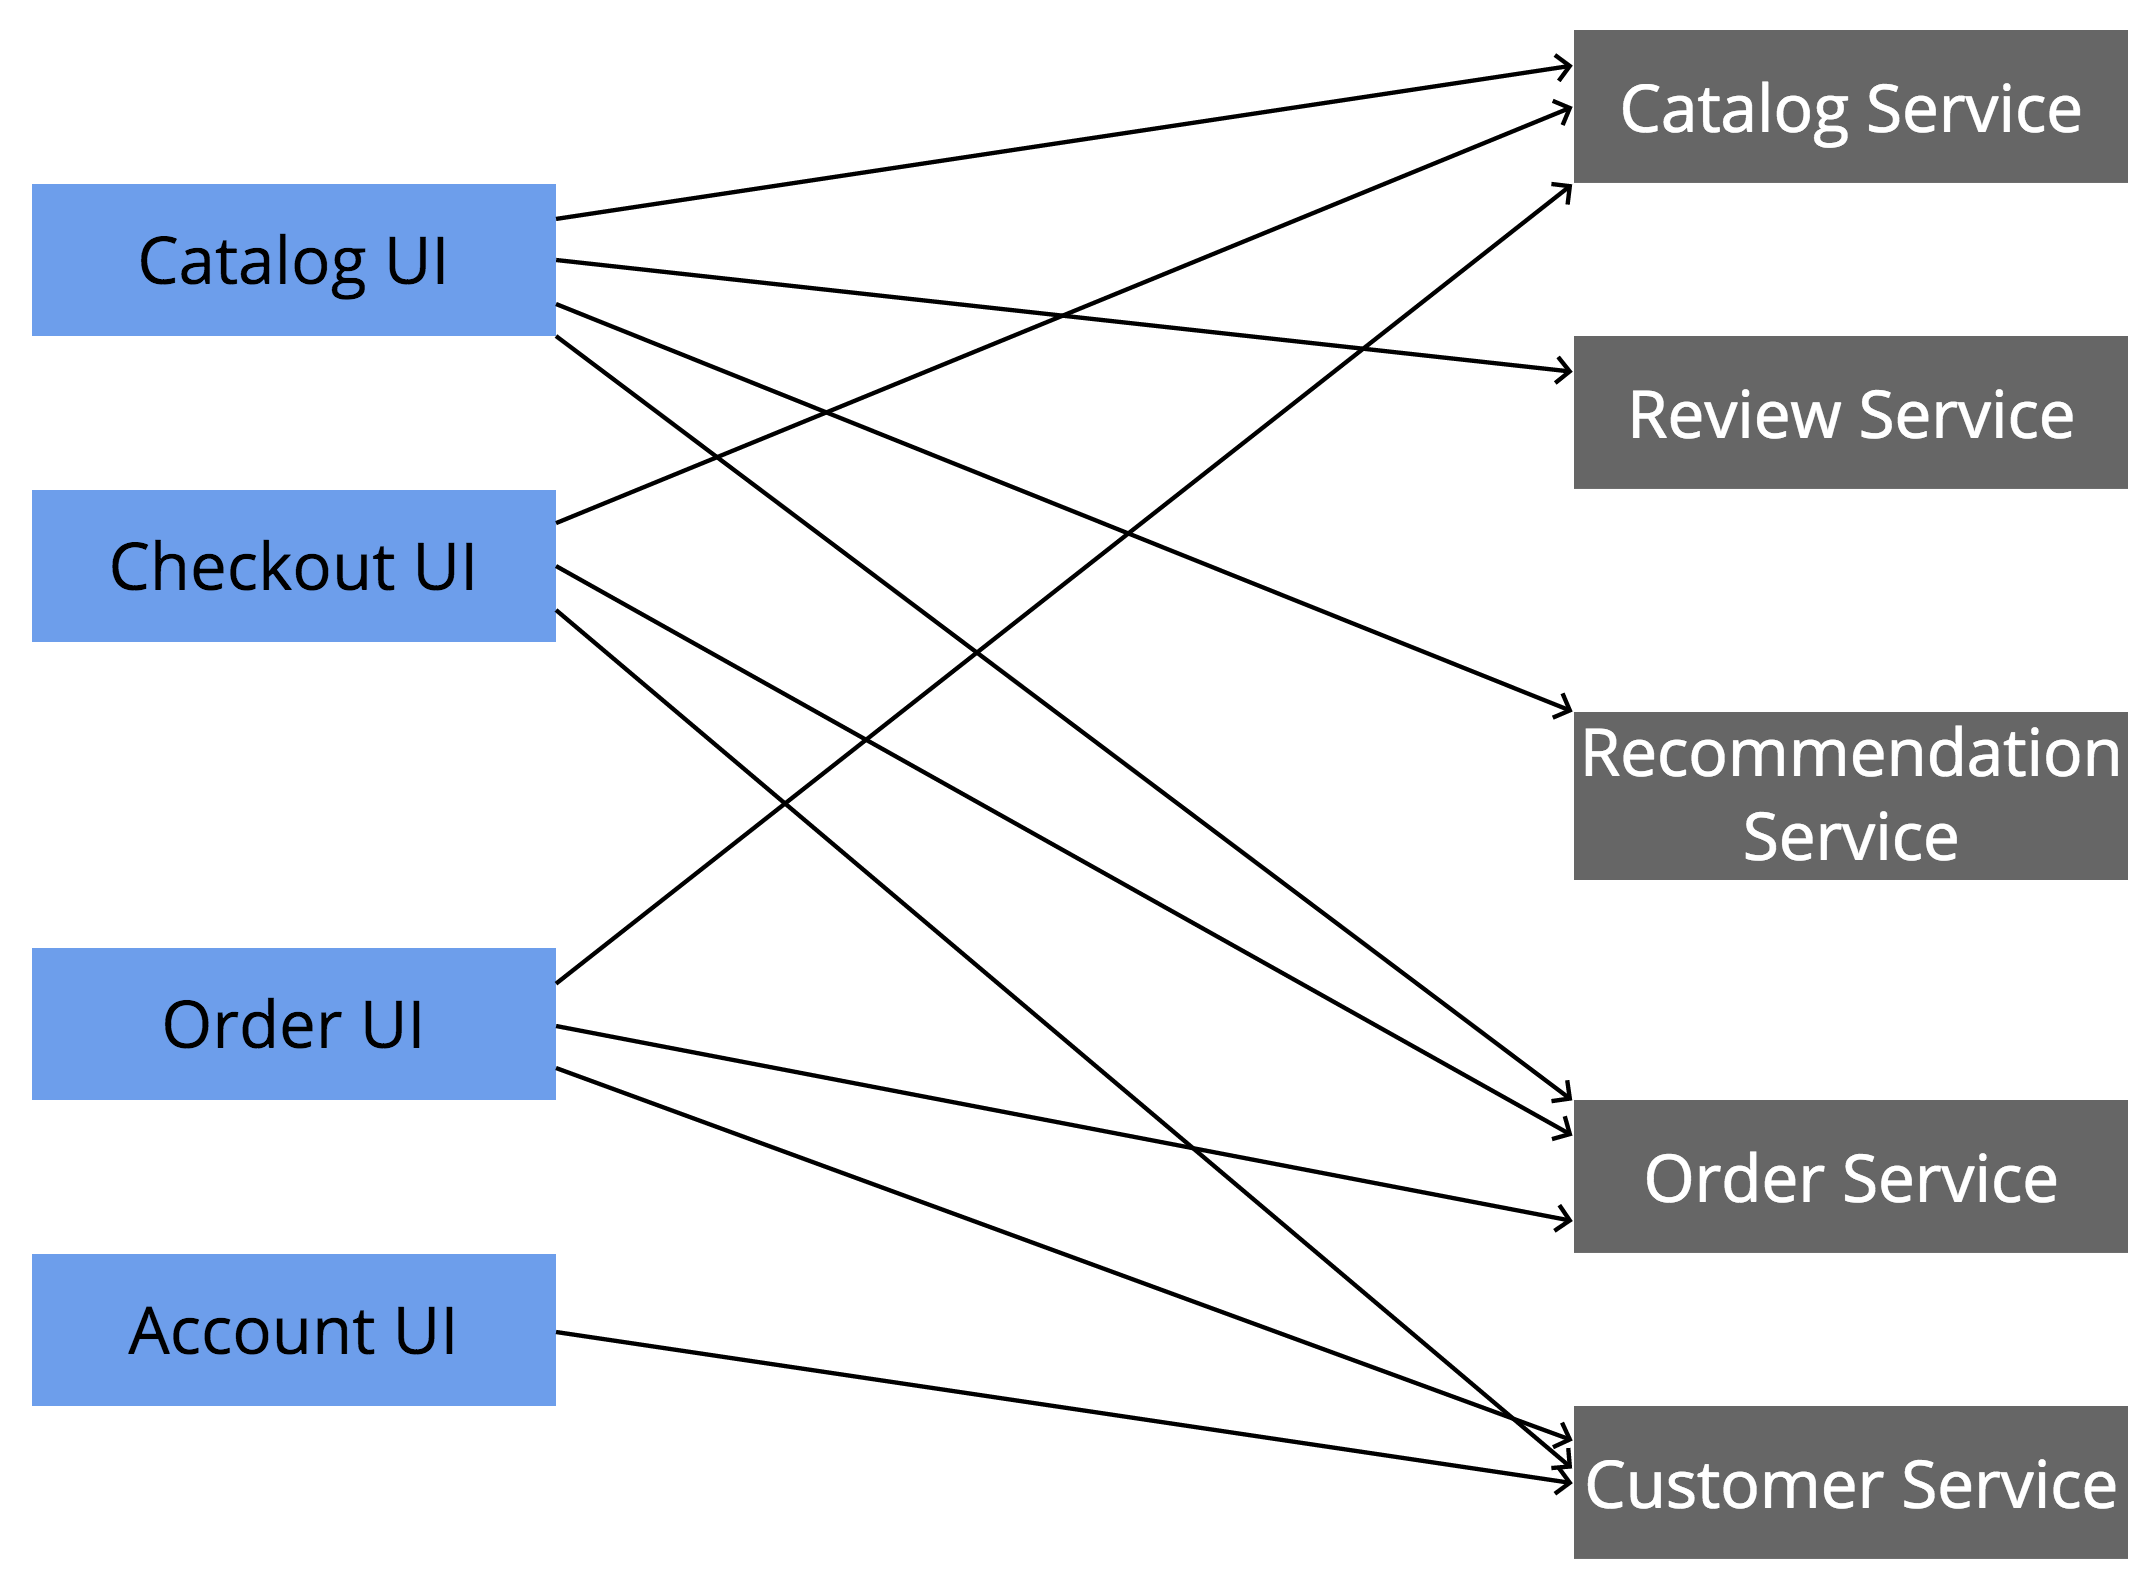 Catalog UI
Checkout UI
Order UI
Account UI
Catalog Service
Review Service
Recommendation
Service
Order Service
Customer Service